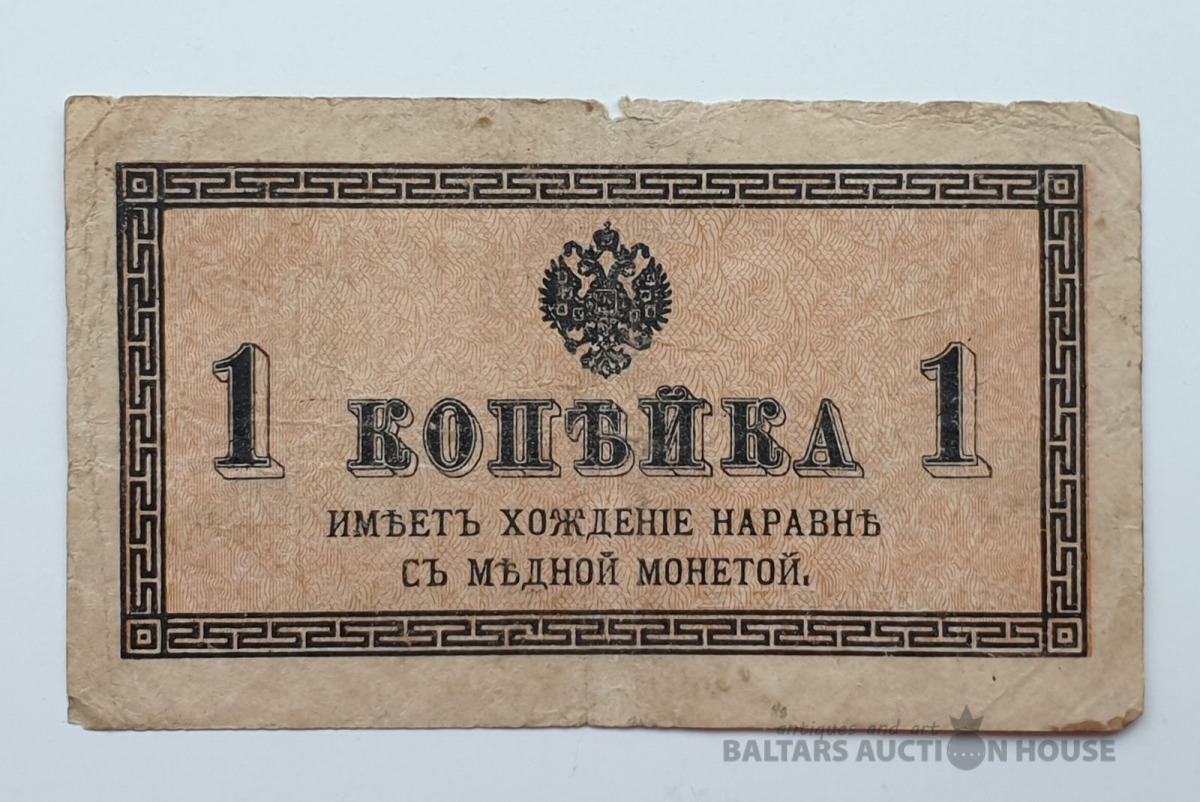 1 КОПѢЙКА 1
ИМѢЕТЪ ХОЖДЕНІЕ НАРАВНѢ
СЪ МѢДНОЙ МОНЕТОЙ.
antiques and art
BALTARS AUCTION HOUSE